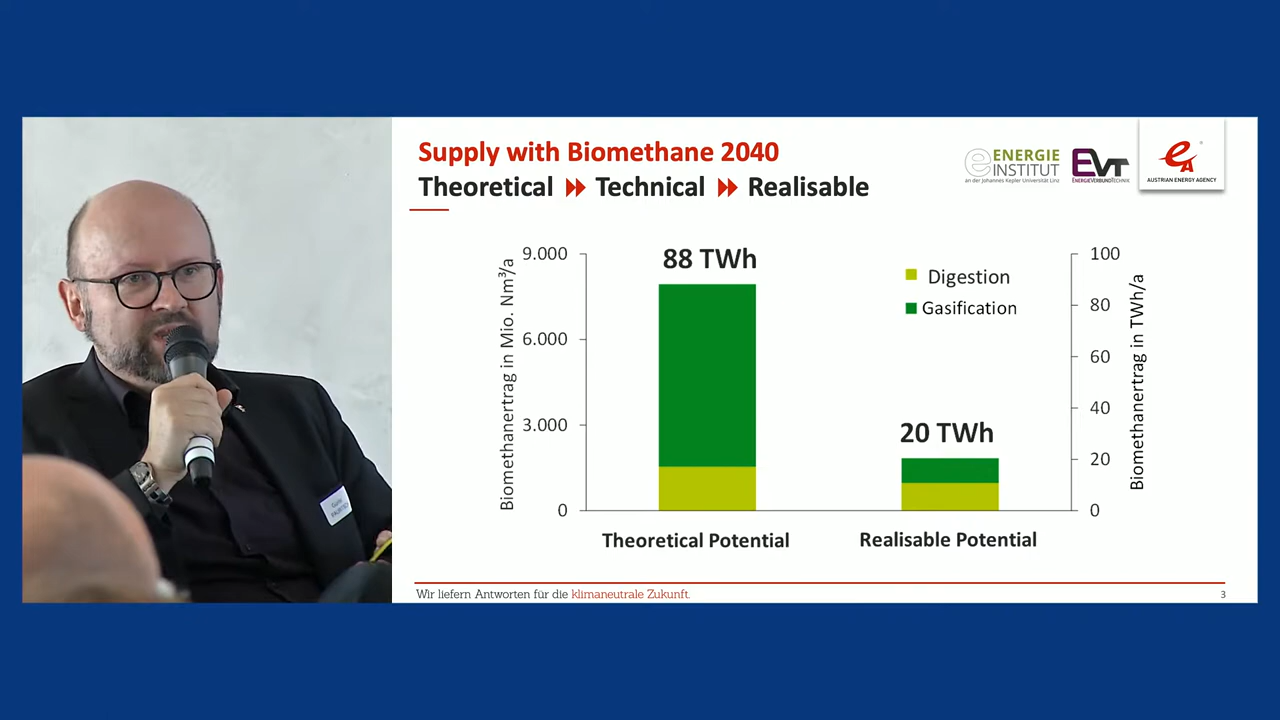 Supply with Biomethane 2040
Theoretical Technical Realisable
ENERGIE
INSTITUT
an der Johannes Kepler Universität Linz
EVT
ENERGIEVERBUNDTECHNIK
AUSTRIAN ENERGY AGENCY
Biomethanertrag in Mio. Nm³/a
9.000
6.000
3.000
0
88 TWh
20 TWh
Digestion
Gasification
100
80
60
40
20
0
Biomethanertrag in TWh/a
Theoretical Potential
Realisable Potential
Wir liefern Antworten für die klimaneutrale Zukunft.
3